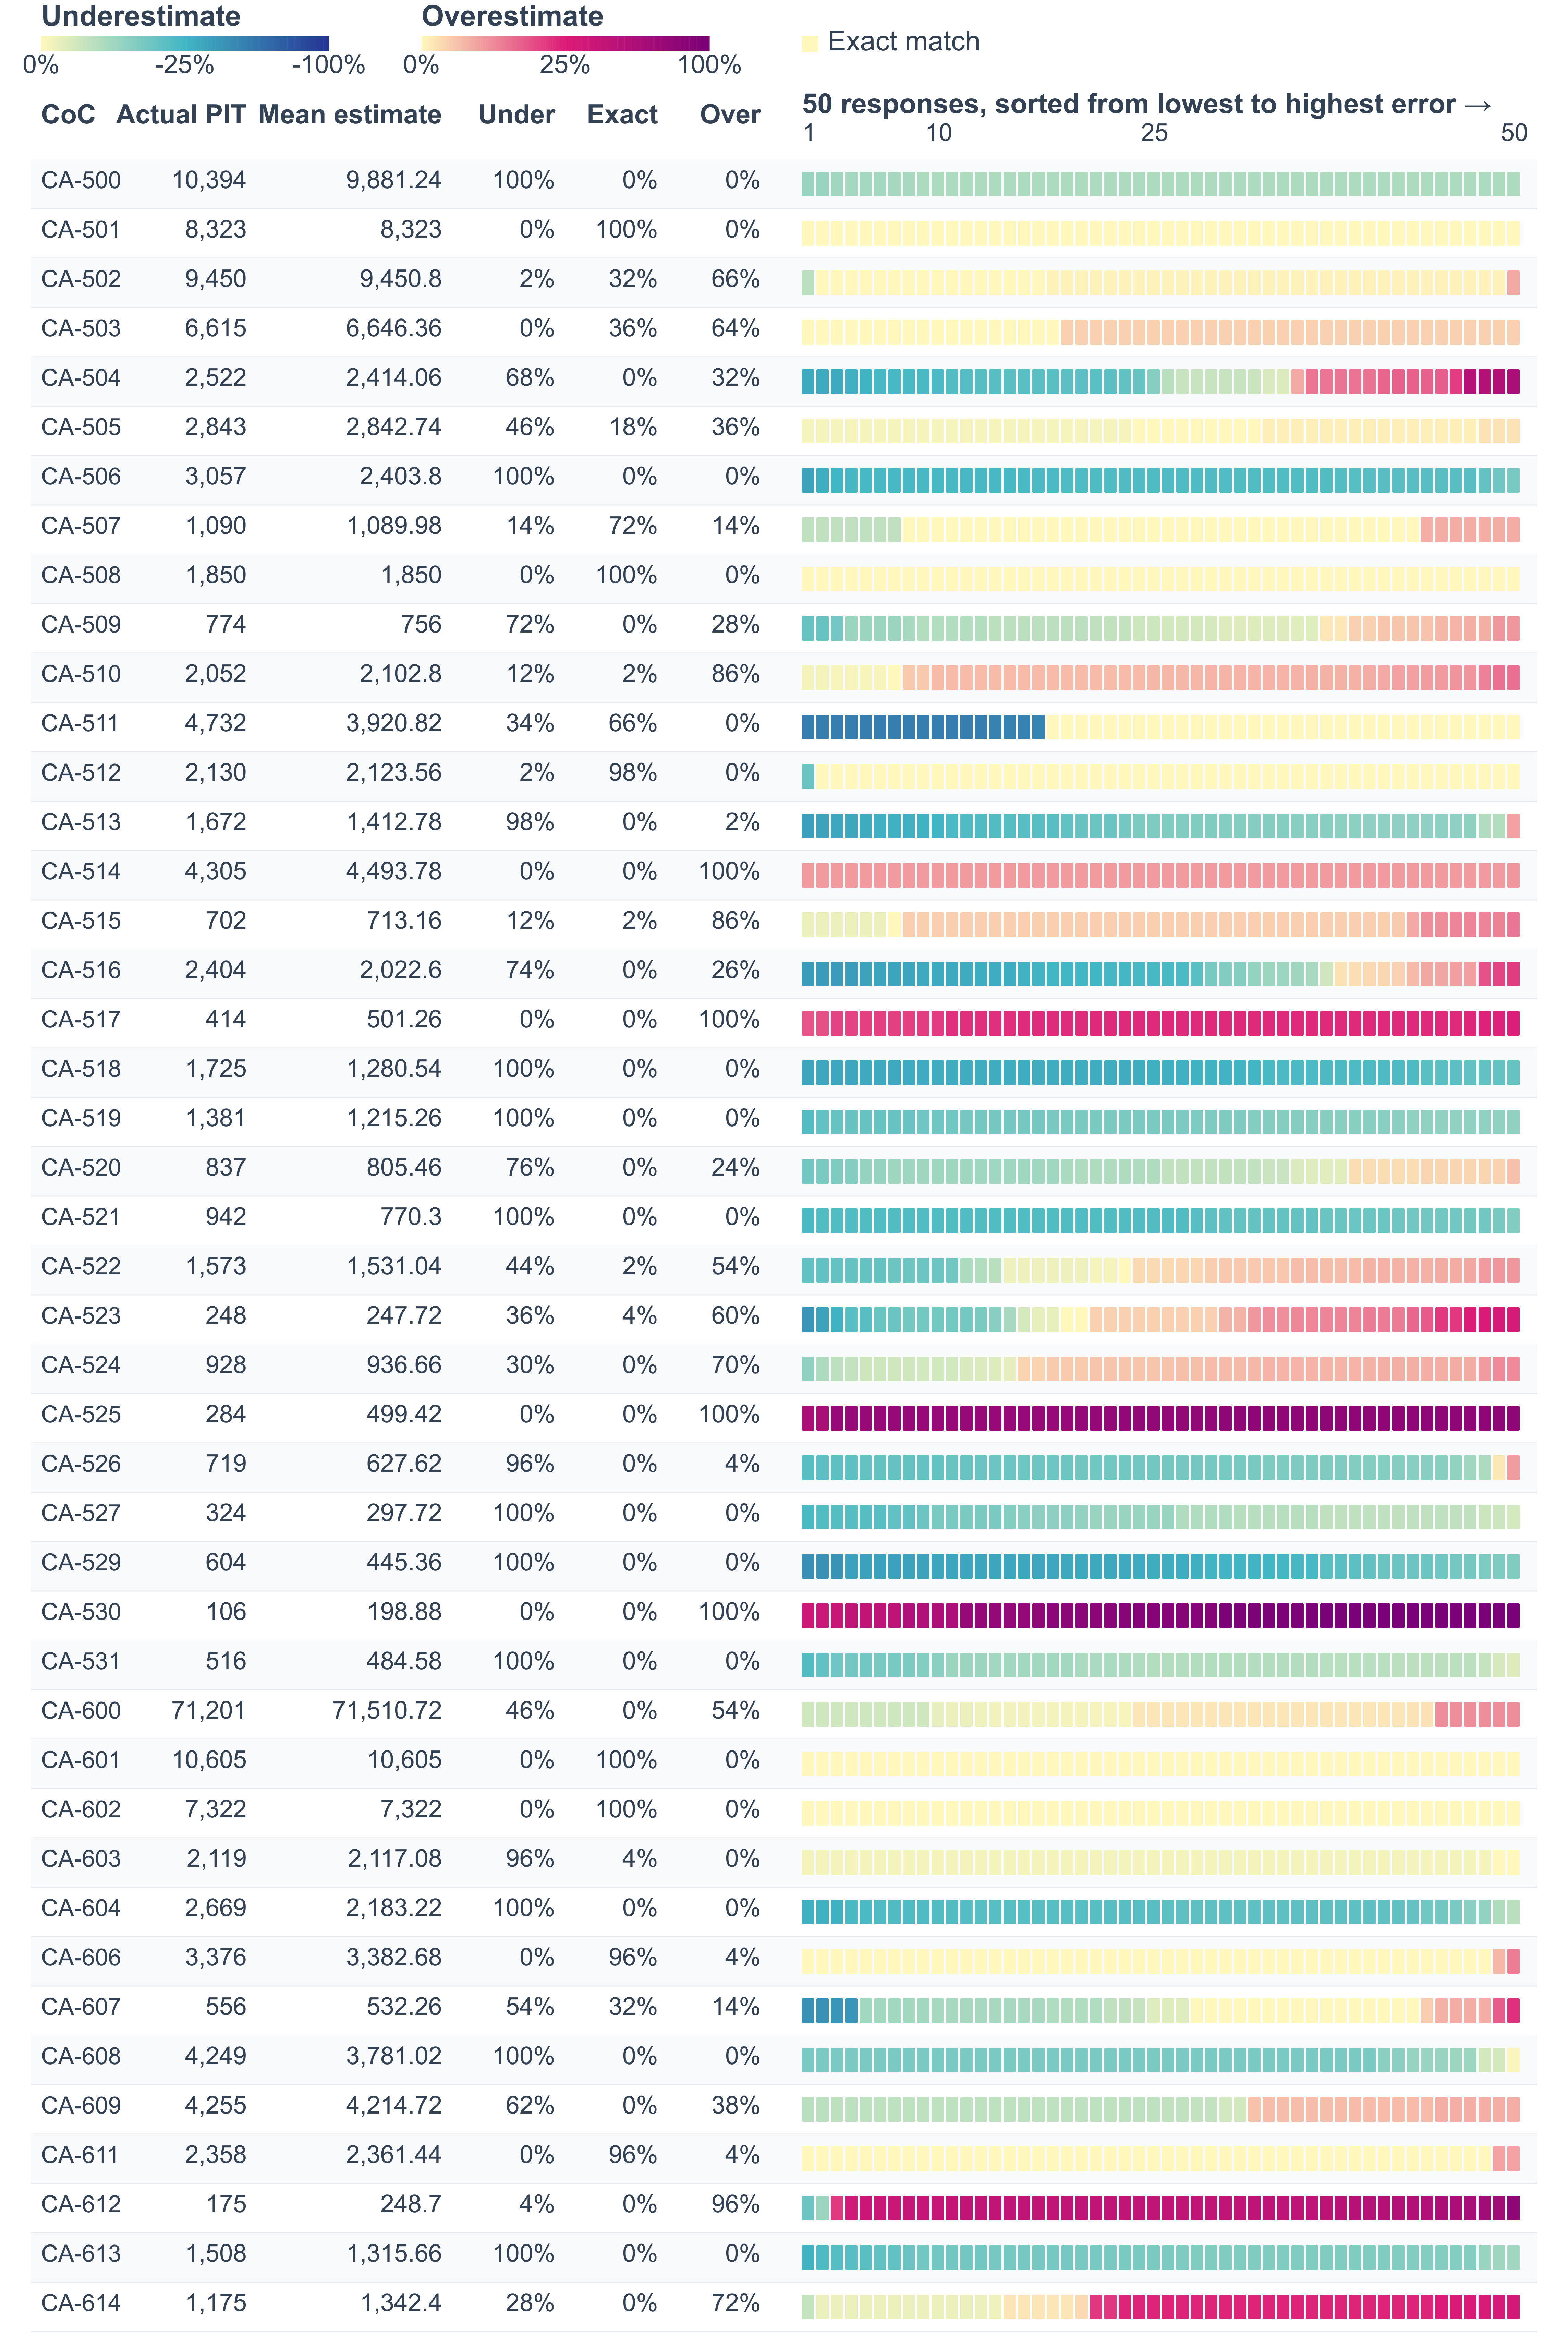 Underestimate Overestimate
Exact match
0% -25% -100% 0% 25% 100%
50 responses, sorted from lowest to highest error →
CoC Actual PIT Mean estimate Under Exact Over
1 10 25 50
CA-500 10,394 9,881.24 100% 0% 0%
CA-501 8,323 8,323 0% 100% 0%
CA-502 9,450 9,450.8 2% 32% 66%
CA-503 6,615 6,646.36 0% 36% 64%
CA-504 2,522 2,414.06 68% 0% 32%
CA-505 2,843 2,842.74 46% 18% 36%
CA-506 3,057 2,403.8 100% 0% 0%
CA-507 1,090 1,089.98 14% 72% 14%
CA-508 1,850 1,850 0% 100% 0%
CA-509 774 756 72% 0% 28%
CA-510 2,052 2,102.8 12% 2% 86%
CA-511 4,732 3,920.82 34% 66% 0%
CA-512 2,130 2,123.56 2% 98% 0%
CA-513 1,672 1,412.78 98% 0% 2%
CA-514 4,305 4,493.78 0% 0% 100%
CA-515 702 713.16 12% 2% 86%
CA-516 2,404 2,022.6 74% 0% 26%
CA-517 414 501.26 0% 0% 100%
CA-518 1,725 1,280.54 100% 0% 0%
CA-519 1,381 1,215.26 100% 0% 0%
CA-520 837 805.46 76% 0% 24%
CA-521 942 770.3 100% 0% 0%
CA-522 1,573 1,531.04 44% 2% 54%
CA-523 248 247.72 36% 4% 60%
CA-524 928 936.66 30% 0% 70%
CA-525 284 499.42 0% 0% 100%
CA-526 719 627.62 96% 0% 4%
CA-527 324 297.72 100% 0% 0%
CA-529 604 445.36 100% 0% 0%
CA-530 106 198.88 0% 0% 100%
CA-531 516 484.58 100% 0% 0%
CA-600 71,201 71,510.72 46% 0% 54%
CA-601 10,605 10,605 0% 100% 0%
CA-602 7,322 7,322 0% 100% 0%
CA-603 2,119 2,117.08 96% 4% 0%
CA-604 2,669 2,183.22 100% 0% 0%
CA-606 3,376 3,382.68 0% 96% 4%
CA-607 556 532.26 54% 32% 14%
CA-608 4,249 3,781.02 100% 0% 0%
CA-609 4,255 4,214.72 62% 0% 38%
CA-611 2,358 2,361.44 0% 96% 4%
CA-612 175 248.7 4% 0% 96%
CA-613 1,508 1,315.66 100% 0% 0%
CA-614 1,175 1,342.4 28% 0% 72%